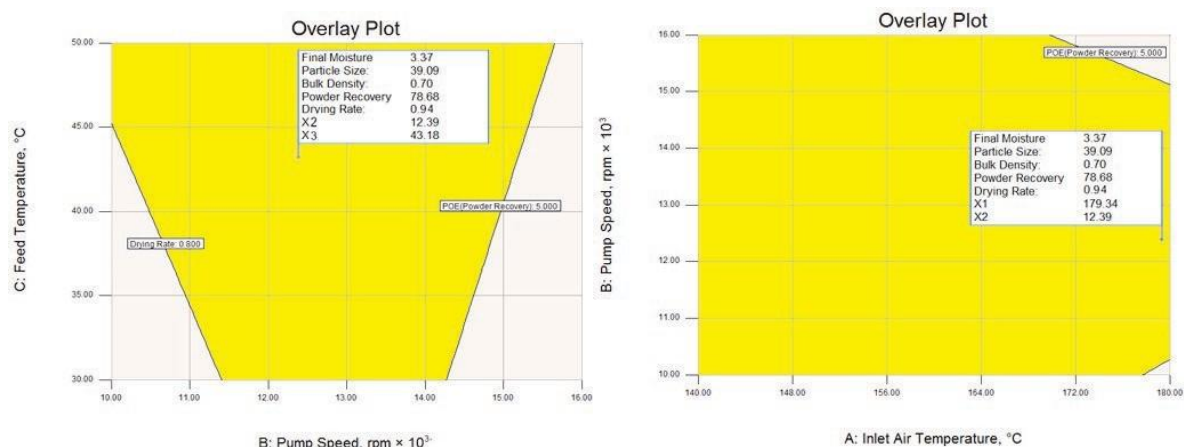 Overlay Plot
50.00
45.00
40.00
35.00
30.00
C: Feed Temperature, °C
Final Moisture 3.37
Particle Size: 39.09
Bulk Density: 0.70
Powder Recovery 78.68
Drying Rate: 0.94
X2 12.39
X3 43.18
POE(Powder Recovery): 5.000
Drying Rate: 0.800
10.00 11.00 12.00 13.00 14.00 15.00 16.00
B: Pump Speed, rpm × 10³
Overlay Plot
16.00
15.00
14.00
13.00
12.00
11.00
10.00
B: Pump Speed, rpm × 10³
POE(Powder Recovery): 5.000
Final Moisture 3.37
Particle Size: 39.09
Bulk Density: 0.70
Powder Recovery 78.68
Drying Rate: 0.94
X1 179.34
X2 12.39
140.00 148.00 156.00 164.00 172.00 180.00
A: Inlet Air Temperature, °C